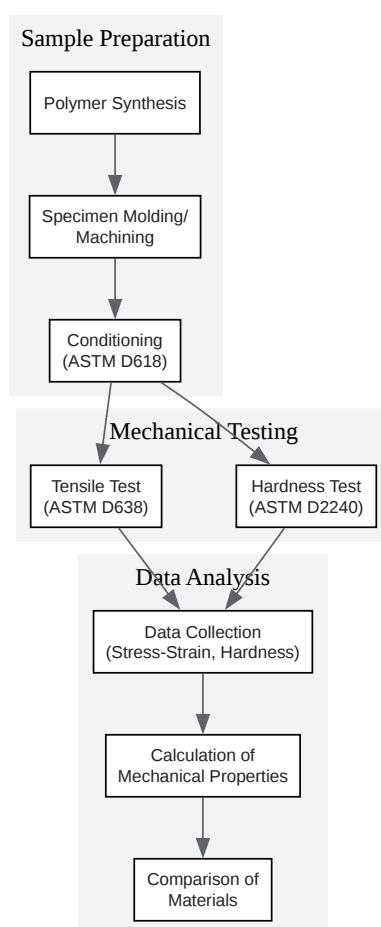 Sample Preparation
Polymer Synthesis
Specimen Molding/
Machining
Conditioning
(ASTM D618)
Mechanical Testing
Tensile Test
(ASTM D638)
Hardness Test
(ASTM D2240)
Data Analysis
Data Collection
(Stress-Strain, Hardness)
Calculation of
Mechanical Properties
Comparison of
Materials